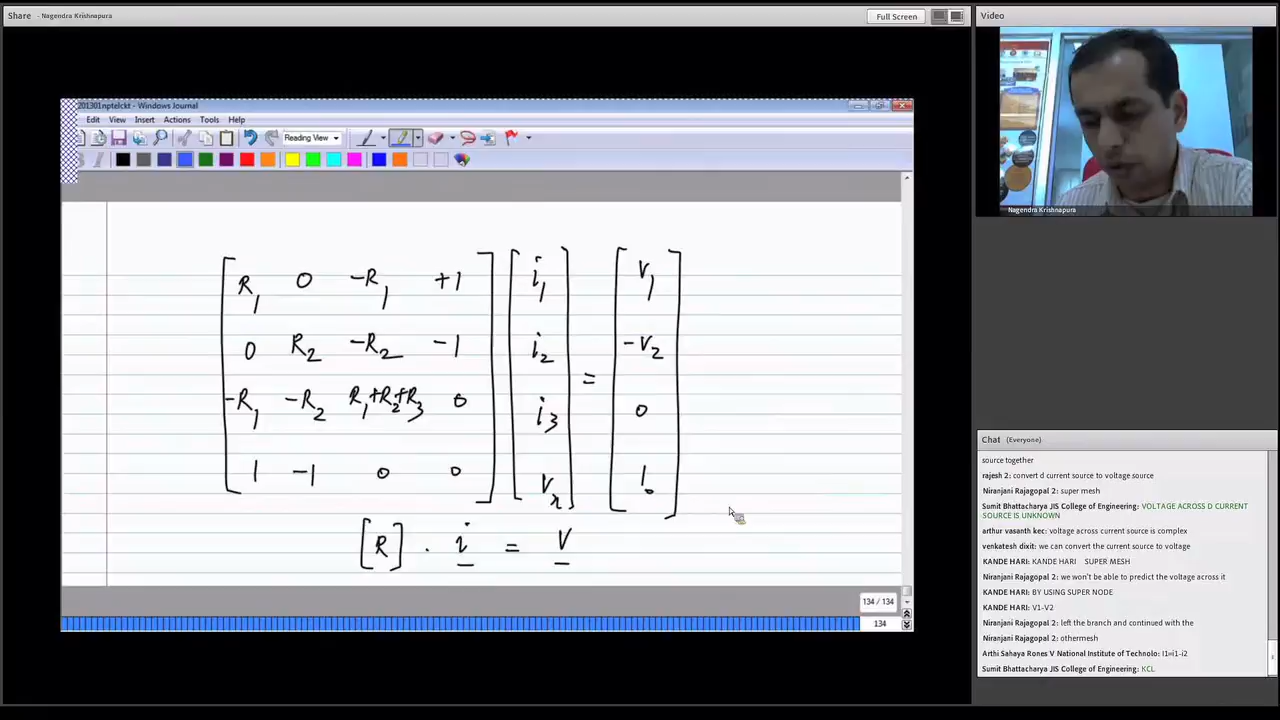 Share - Nagendra Krishnapura
Full Screen
Video
201301nptelckt - Windows Journal
Edit View Insert Actions Tools Help
Reading View
Nagendra Krishnapura
R1 0 -R1 +1 i1 V1
0 R2 -R2 -1 i2 -V2
-R1 -R2 R1+R2+R3 0 i3 = 0
1 -1 0 0 Vx I0
[R] . i = V
134 / 134
134
Chat (Everyone)
source together
rajesh 2: convert d current source to voltage source
Niranjani Rajagopal 2: super mesh
Sumit Bhattacharya JIS College of Engineering: VOLTAGE ACROSS D CURRENT
SOURCE IS UNKNOWN
arthur vasanth kec: voltage across current source is complex
venkatesh dixit: we can convert the current source to voltage
KANDE HARI: KANDE HARI SUPER MESH
Niranjani Rajagopal 2: we won't be able to predict the voltage across it
KANDE HARI: BY USING SUPER NODE
KANDE HARI: V1-V2
Niranjani Rajagopal 2: left the branch and continued with the
Niranjani Rajagopal 2: othermesh
Arthi Sahaya Rones V National Institute of Technolo: I1=i1-i2
Sumit Bhattacharya JIS College of Engineering: KCL